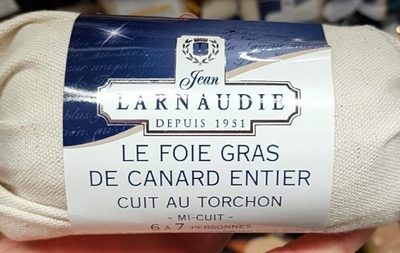 Jean
LARNAUDIE
DEPUIS 1951
LE FOIE GRAS
DE CANARD ENTIER
CUIT AU TORCHON
- MI-CUIT -
6 à 7 PERSONNES